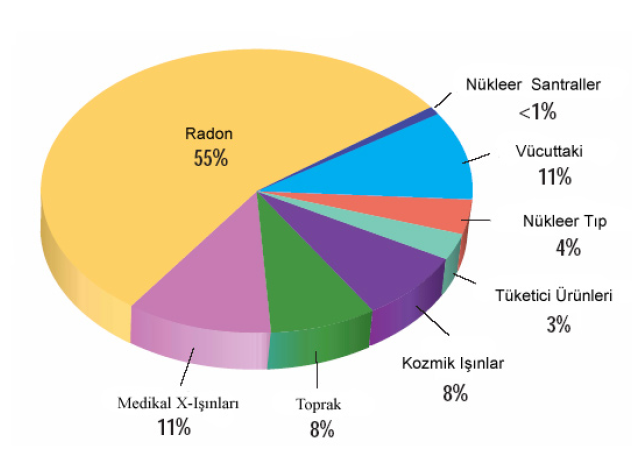 Nükleer Santraller
<1%
Radon
55%
Vücuttaki
11%
Nükleer Tıp
4%
Tüketici Ürünleri
3%
Kozmik Işınlar
8%
Medikal X-Işınları
11%
Toprak
8%